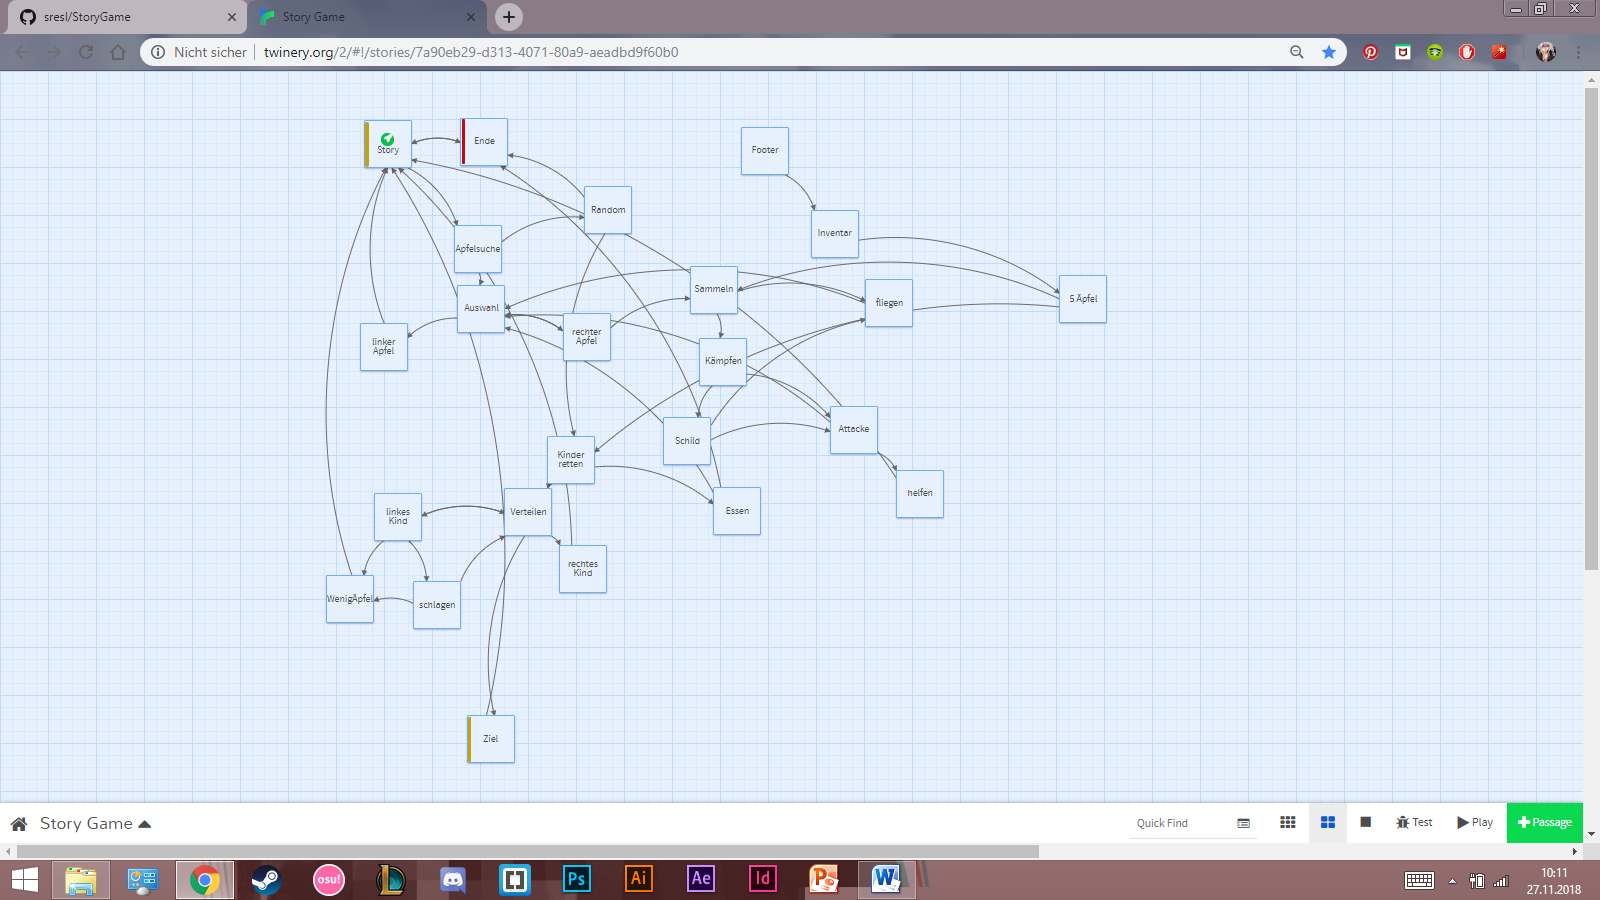 sresl/StoryGame
Story Game
Nicht sicher
twinery.org/2/#!/stories/7a90eb29-d313-4071-80a9-aeadbd9f60b0
Story
Ende
Footer
Random
Inventar
Apfelsuche
Sammeln
fliegen
5 Äpfel
Auswahl
linker
Apfel
rechter
Apfel
Kämpfen
Attacke
Schild
Kinder
retten
helfen
Essen
linkes
Kind
Verteilen
rechtes
Kind
WenigÄpfel
schlagen
Ziel
Story Game
Quick Find
Test
Play
Passage
osu!
Ps
Ai
Ae
Id
P
W
10:11
27.11.2018